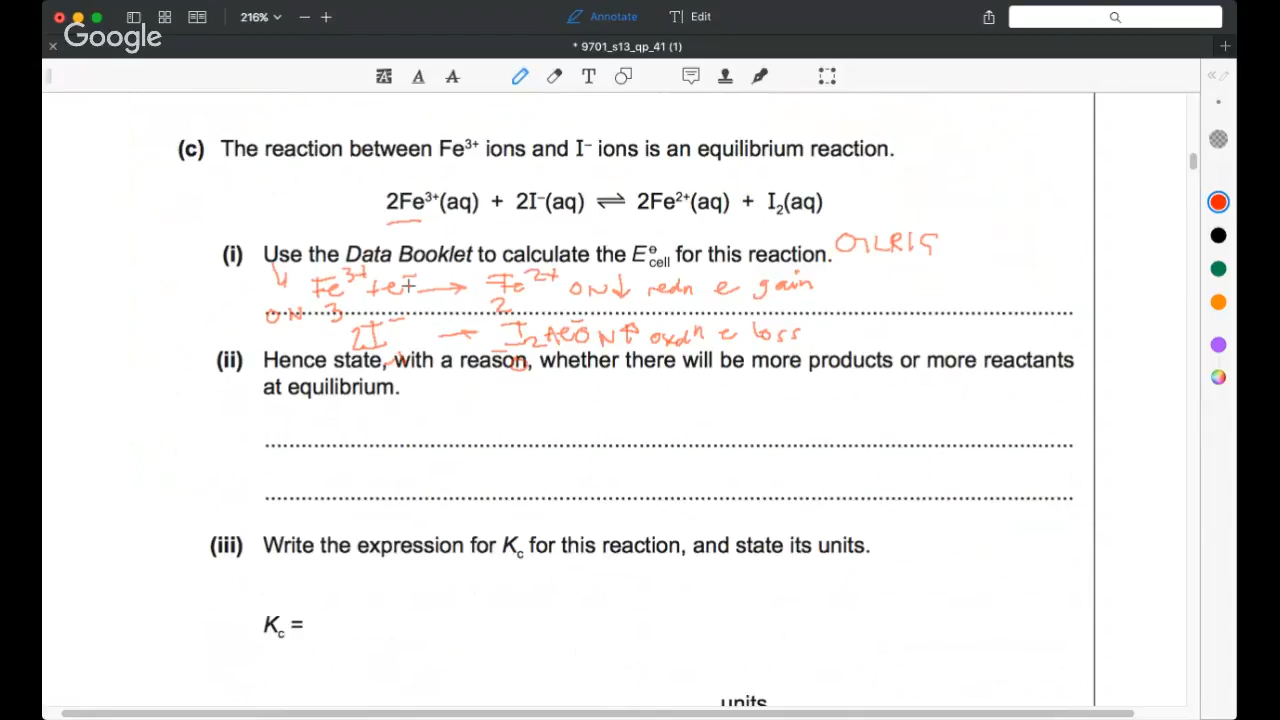 216%
Annotate
T Edit
Google
* 9701_s13_qp_41 (1)
(c) The reaction between Fe³⁺ ions and I⁻ ions is an equilibrium reaction.
2Fe³⁺(aq) + 2I⁻(aq) ⇌ 2Fe²⁺(aq) + I₂(aq)
(i) Use the Data Booklet to calculate the E⦵cell for this reaction. OILRIG
Fe³⁺ + e⁻ → Fe²⁺ ON ↓ redn e gain
ON 3 2
2I⁻ → I₂ ON ↑ oxdn e loss
(ii) Hence state, with a reason, whether there will be more products or more reactants
at equilibrium.
(iii) Write the expression for Kc for this reaction, and state its units.
Kc =
units